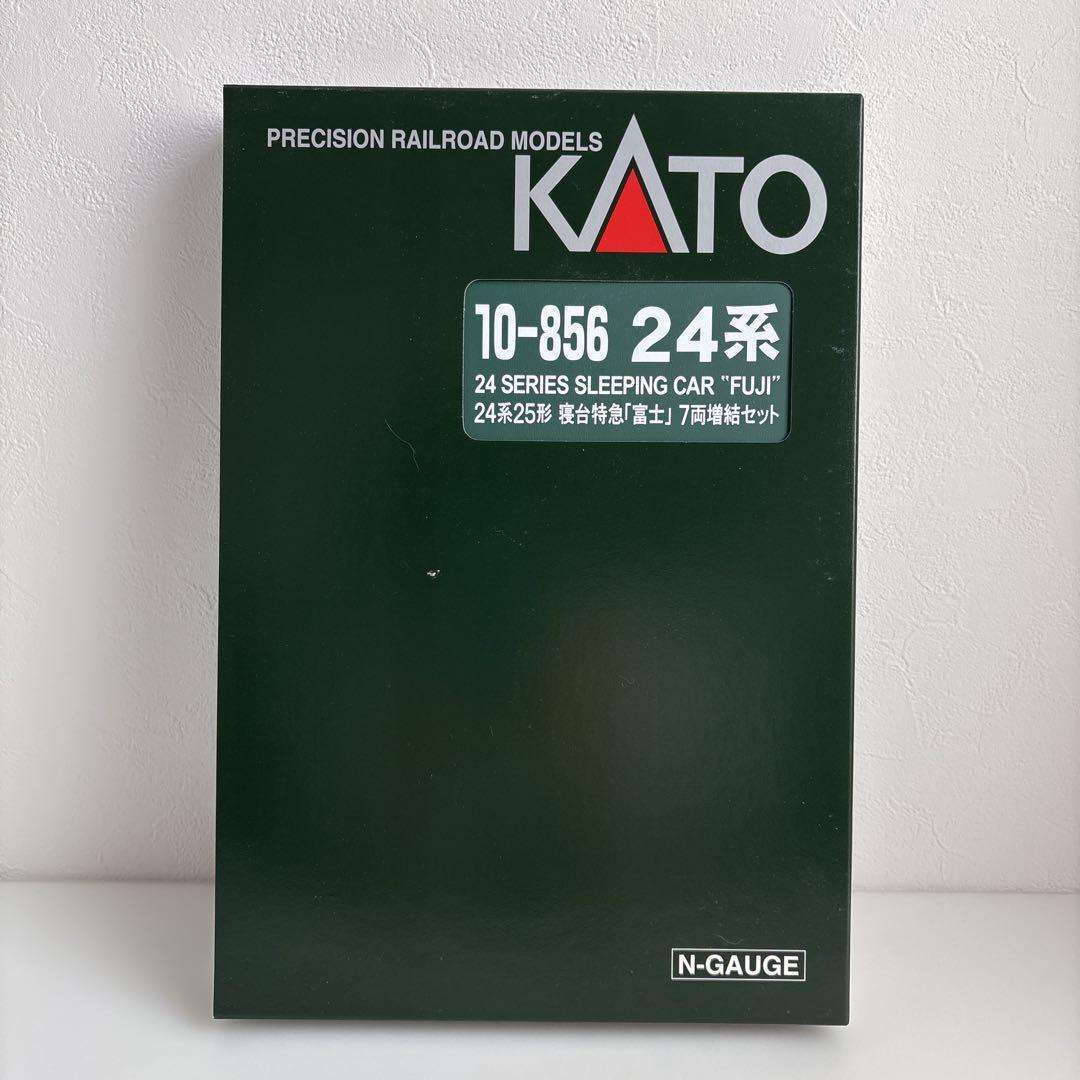 PRECISION RAILROAD MODELS
KATO
10-856 24系
24 SERIES SLEEPING CAR "FUJI"
24系25形 寝台特急「富士」 7両増結セット
N-GAUGE